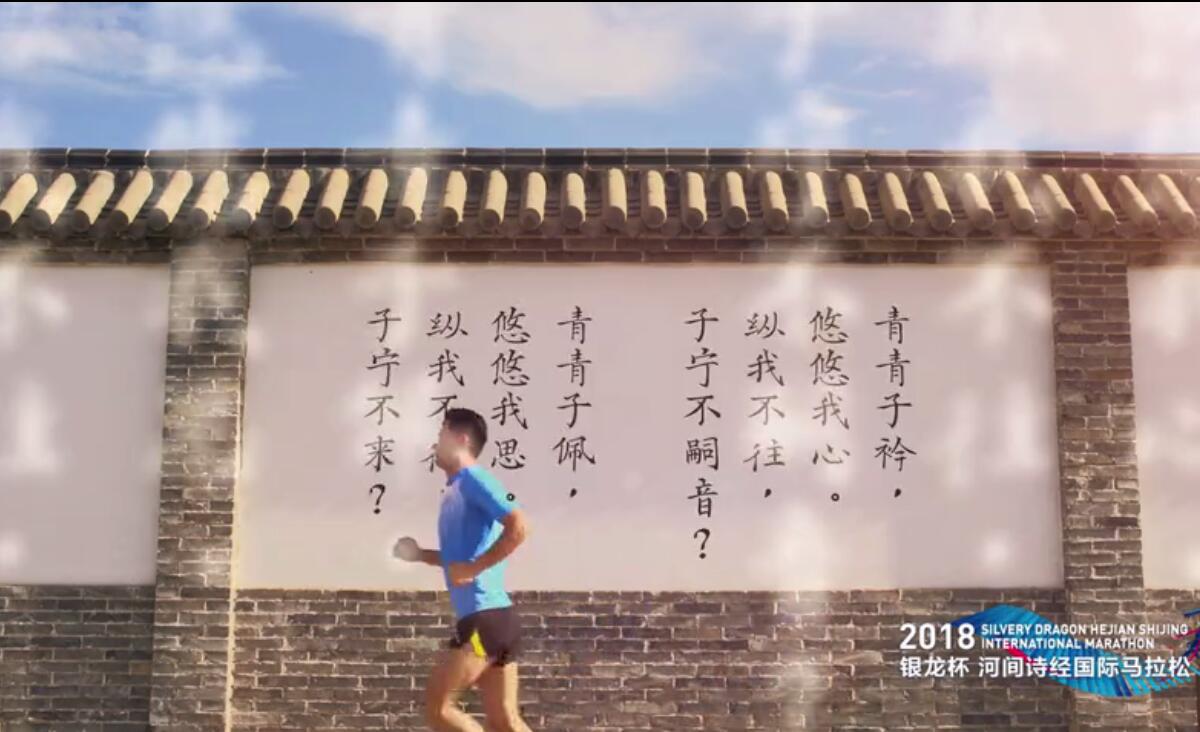 青青子衿，
悠悠我心。
纵我不往，
子宁不嗣音？
青青子佩，
悠悠我思。
纵我不
子宁不来？
2018 SILVERY DRAGON HEJIAN SHIJING
INTERNATIONAL MARATHON
银龙杯 河间诗经国际马拉松